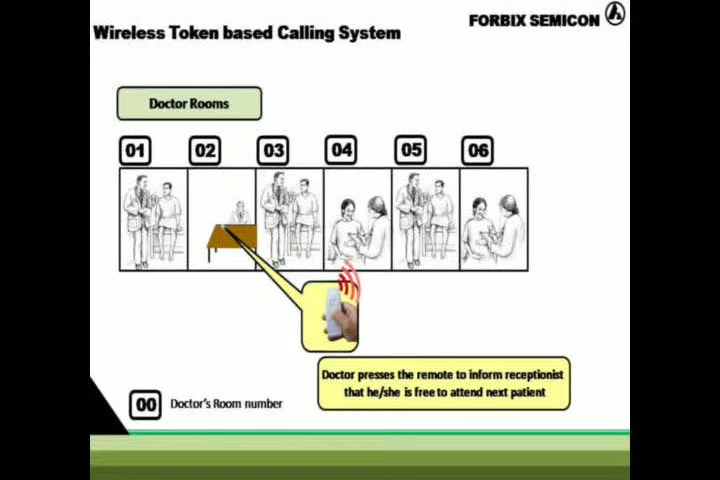 FORBIX SEMICON
Wireless Token based Calling System
Doctor Rooms
01 02 03 04 05 06
Doctor presses the remote to inform receptionist
that he/she is free to attend next patient
00 Doctor's Room number